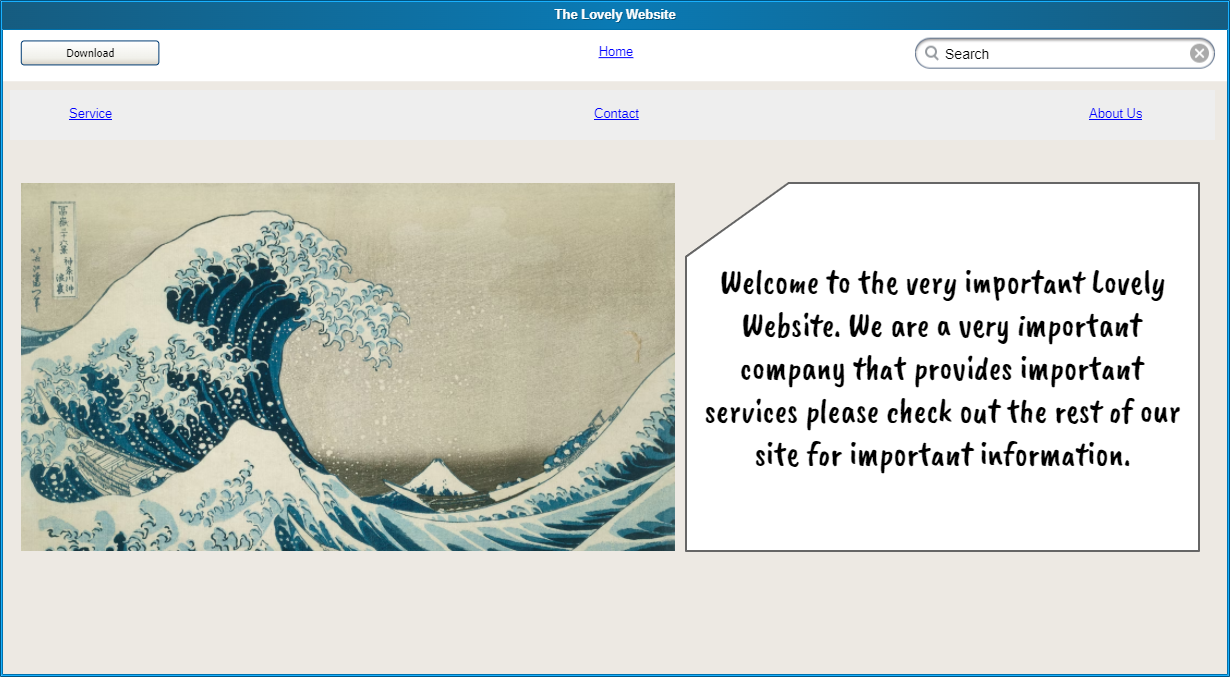 The Lovely Website
Download
Home
Search
Service
Contact
About Us
Welcome to the very important Lovely
Website. We are a very important
company that provides important
services please check out the rest of our
site for important information.